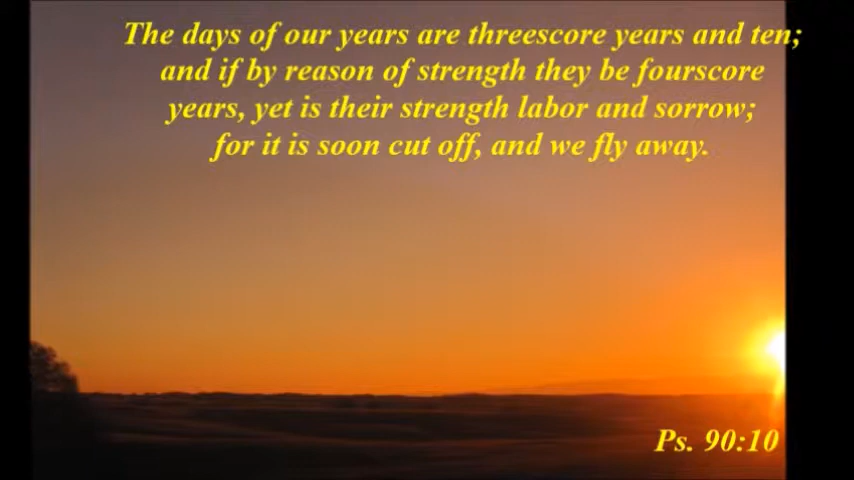 The days of our years are threescore years and ten;
and if by reason of strength they be fourscore
years, yet is their strength labor and sorrow;
for it is soon cut off, and we fly away.
Ps. 90:10